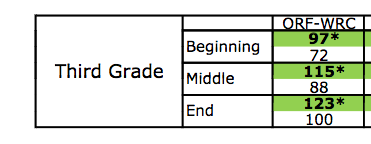 ORF-WRC
Third Grade
Beginning
97*
72
Middle
115*
88
End
123*
100